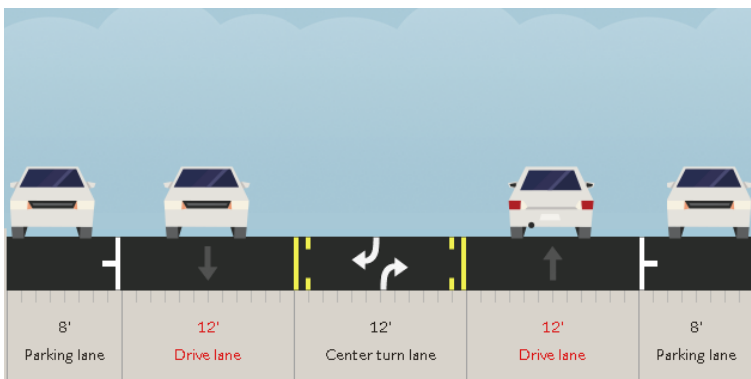 8'
Parking lane
12'
Drive lane
12'
Center turn lane
12'
Drive lane
8'
Parking lane